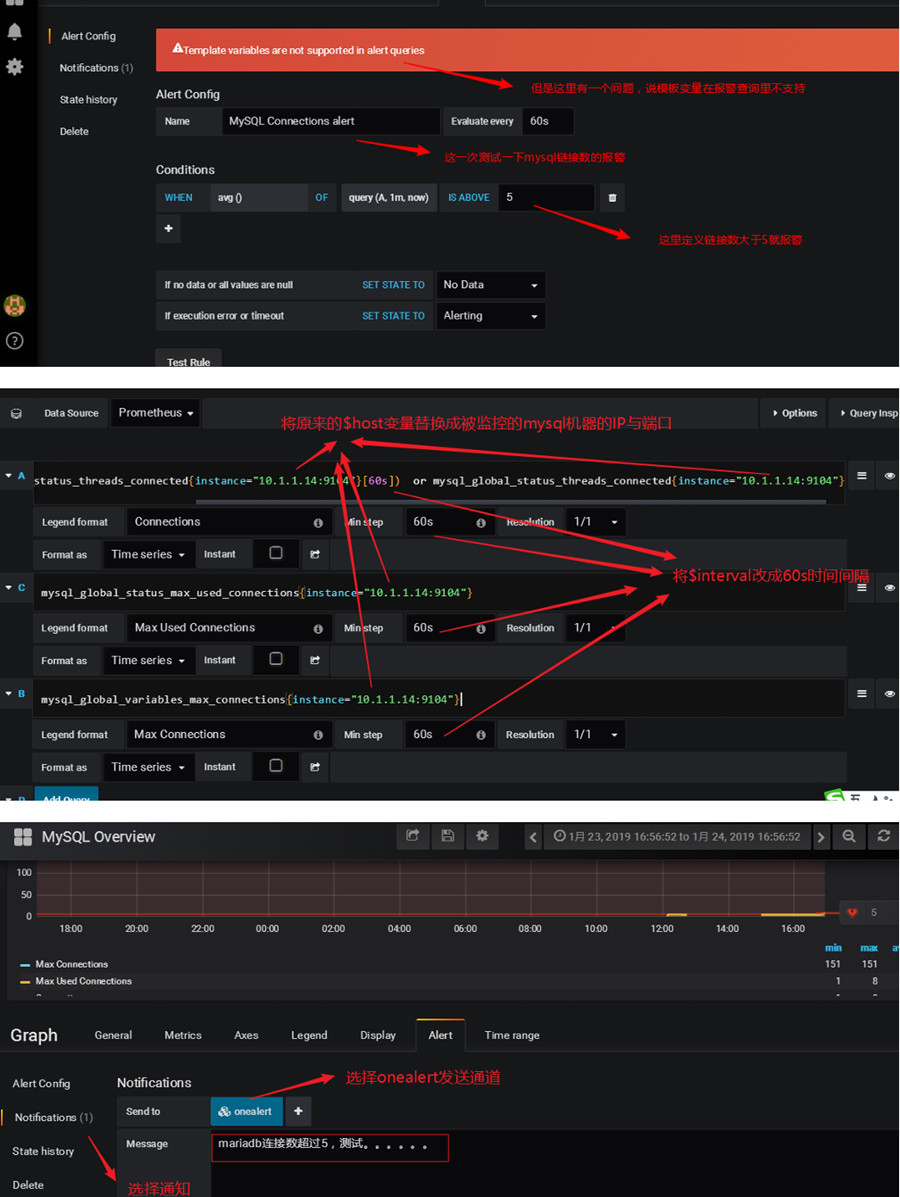 Alert Config
Template variables are not supported in alert queries
Notifications (1)
但是这里有一个问题，说模板变量在报警查询里不支持
State history
Alert Config
Name MySQL Connections alert Evaluate every 60s
Delete
这一次测试一下mysql链接数的报警
Conditions
WHEN avg () OF query (A, 1m, now) IS ABOVE 5
+
这里定义链接数大于5就报警
If no data or all values are null SET STATE TO No Data
If execution error or timeout SET STATE TO Alerting
Test Rule
Data Source Prometheus Options Query Insp
将原来的$host变量替换成被监控的mysql机器的IP与端口
A status_threads_connected{instance="10.1.1.14:9104"}[60s]) or mysql_global_status_threads_connected{instance="10.1.1.14:9104"}
Legend format Connections Min step 60s Resolution 1/1
Format as Time series Instant
将$interval改成60s时间间隔
C mysql_global_status_max_used_connections{instance="10.1.1.14:9104"}
Legend format Max Used Connections Min step 60s Resolution 1/1
Format as Time series Instant
B mysql_global_variables_max_connections{instance="10.1.1.14:9104"}
Legend format Max Connections Min step 60s Resolution 1/1
Format as Time series Instant
D Add Query
MySQL Overview 1月 23, 2019 16:56:52 to 1月 24, 2019 16:56:52
100
50
0
5
18:00 20:00 22:00 00:00 02:00 04:00 06:00 08:00 10:00 12:00 14:00 16:00
min max
Max Connections 151 151
Max Used Connections 1 8
Graph General Metrics Axes Legend Display Alert Time range
Alert Config
Notifications
选择onealert发送通道
Notifications (1)
Send to onealert +
Message mariadb连接数超过5，测试。。。。。。
State history
Delete
选择通知